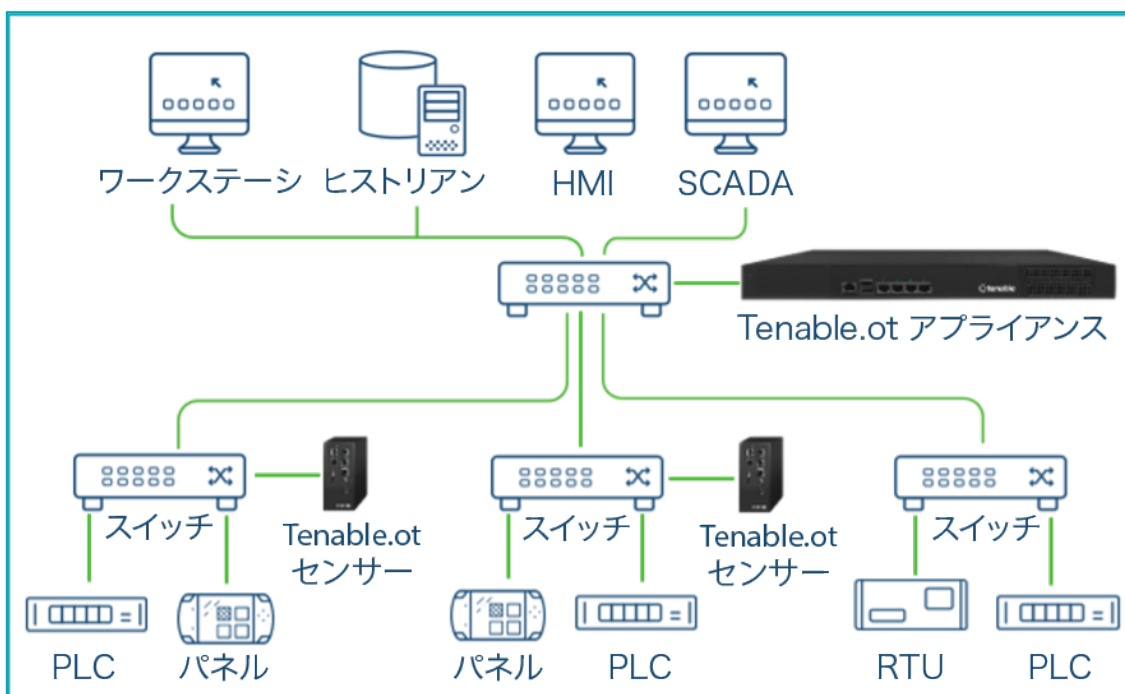 ワークステーシ
ヒストリアン
HMI
SCADA
tenable
Tenable.ot アプライアンス
スイッチ
Tenable.ot
センサー
スイッチ
Tenable.ot
センサー
スイッチ
PLC
パネル
パネル
PLC
RTU
PLC